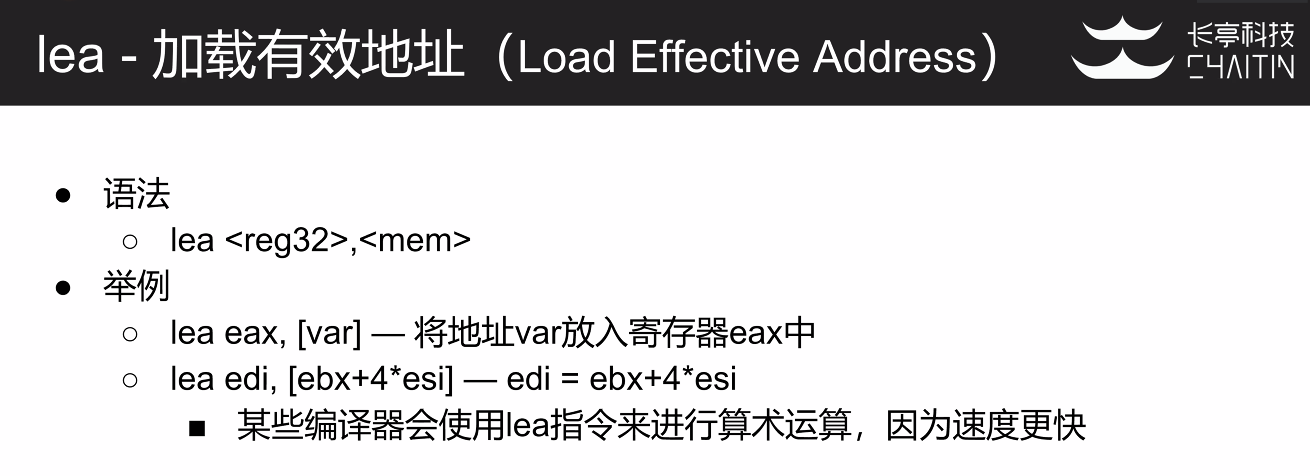 lea - 加载有效地址（Load Effective Address）
长亭科技
CHAITIN
● 语法
○ lea <reg32>,<mem>
● 举例
○ lea eax, [var] — 将地址var放入寄存器eax中
○ lea edi, [ebx+4*esi] — edi = ebx+4*esi
■ 某些编译器会使用lea指令来进行算术运算，因为速度更快